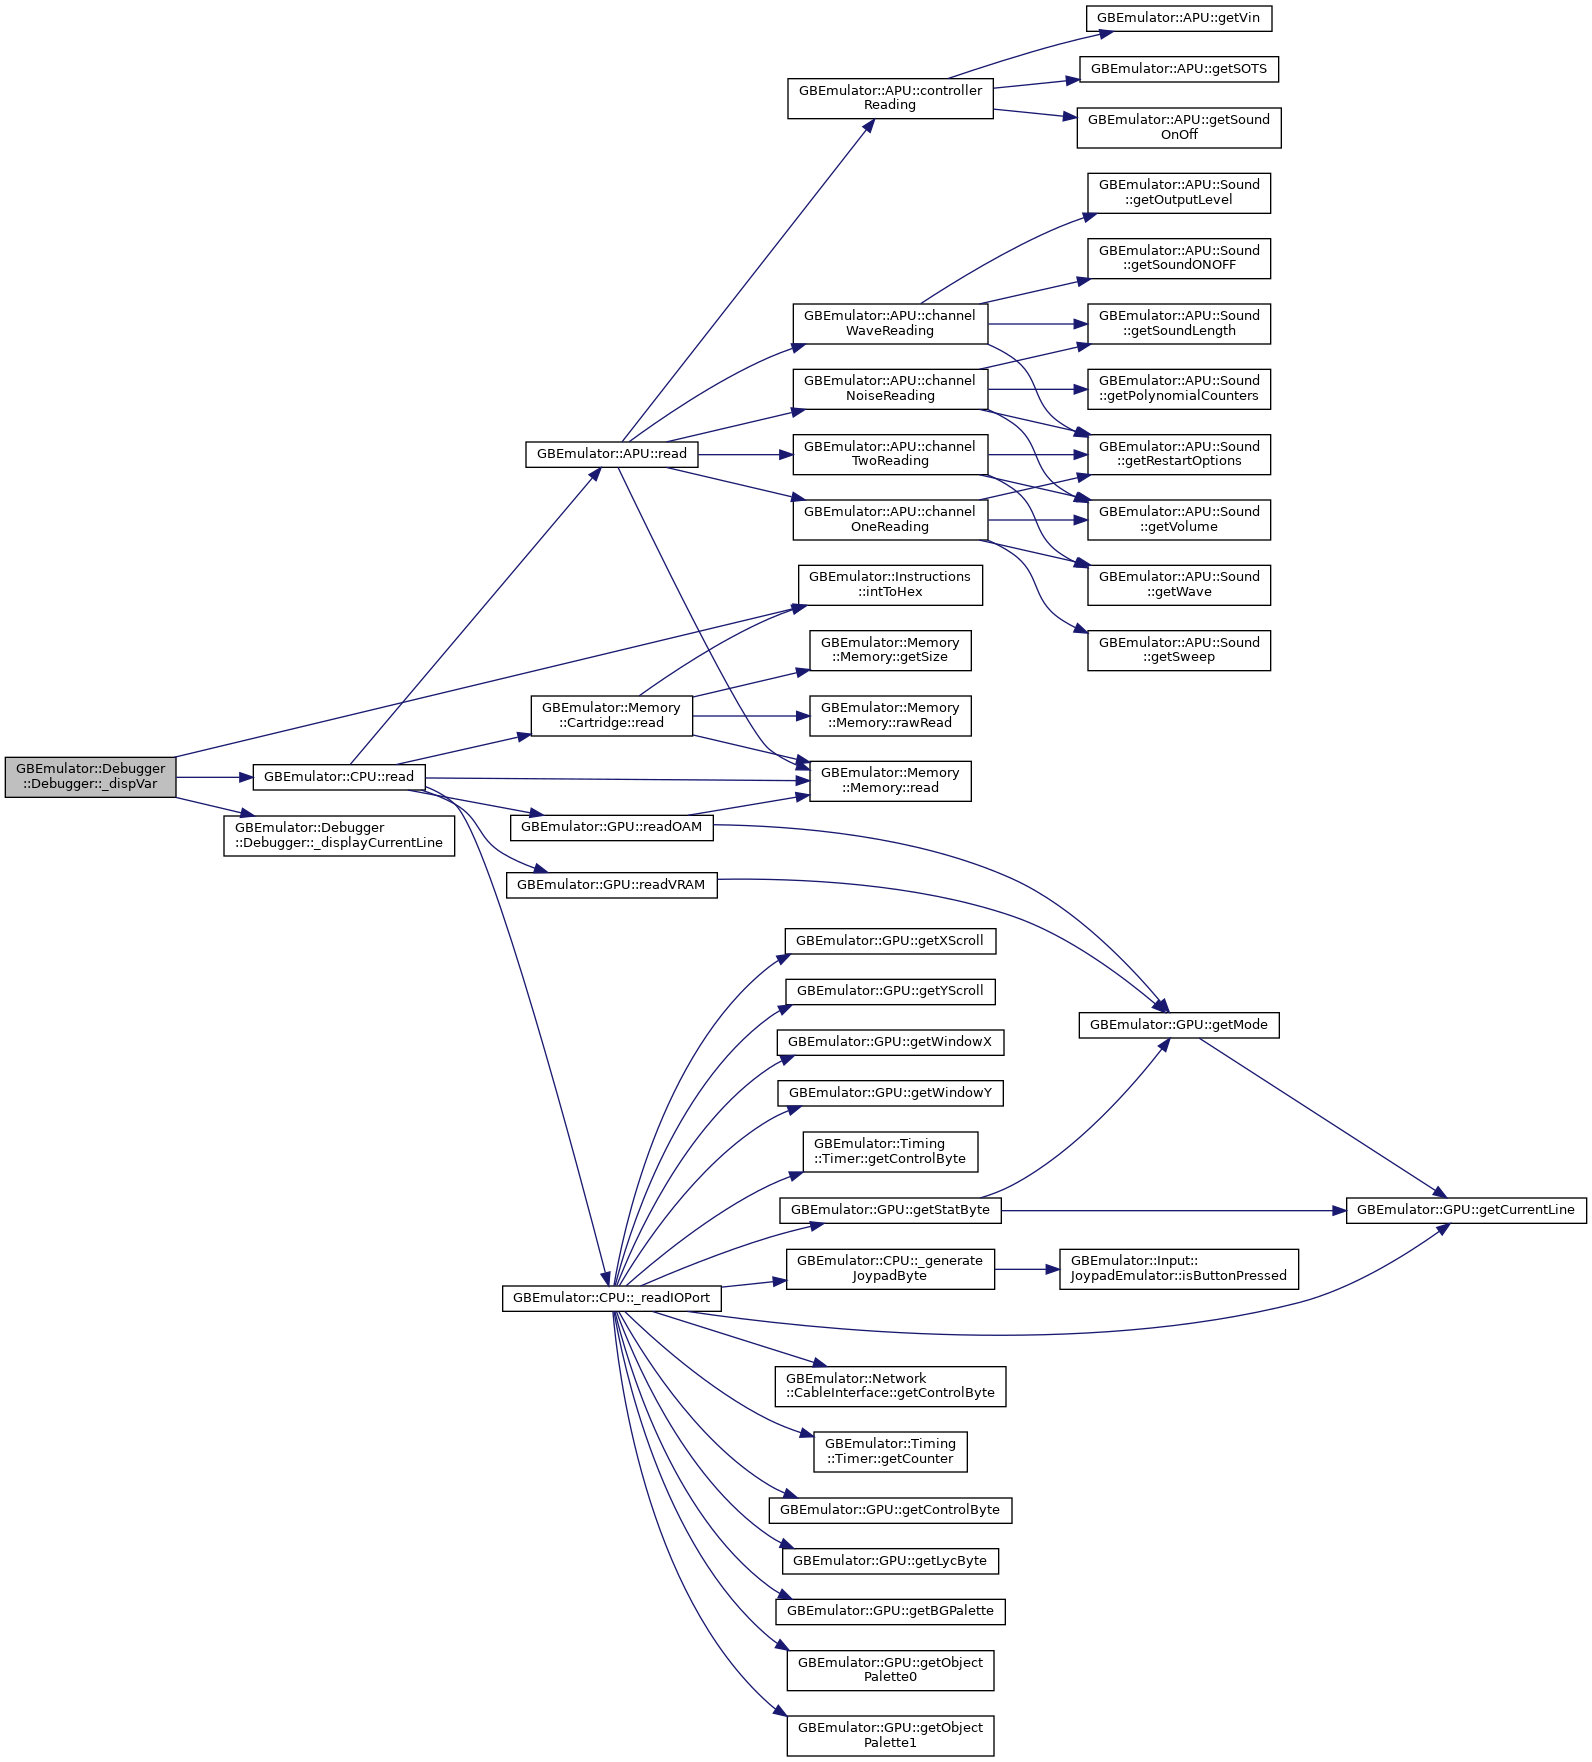 GBEmulator::APU::getVin
GBEmulator::APU::getSOTS
GBEmulator::APU::controller
Reading
GBEmulator::APU::getSound
OnOff
GBEmulator::APU::Sound
::getOutputLevel
GBEmulator::APU::Sound
::getSoundONOFF
GBEmulator::APU::channel
WaveReading
GBEmulator::APU::Sound
::getSoundLength
GBEmulator::APU::channel
NoiseReading
GBEmulator::APU::Sound
::getPolynomialCounters
GBEmulator::APU::read
GBEmulator::APU::channel
TwoReading
GBEmulator::APU::Sound
::getRestartOptions
GBEmulator::APU::channel
OneReading
GBEmulator::APU::Sound
::getVolume
GBEmulator::Instructions
::intToHex
GBEmulator::APU::Sound
::getWave
GBEmulator::Memory
::Memory::getSize
GBEmulator::APU::Sound
::getSweep
GBEmulator::Memory
::Cartridge::read
GBEmulator::Memory
::Memory::rawRead
GBEmulator::Debugger
::Debugger::_dispVar
GBEmulator::CPU::read
GBEmulator::Memory
::Memory::read
GBEmulator::Debugger
::Debugger::_displayCurrentLine
GBEmulator::GPU::readOAM
GBEmulator::GPU::readVRAM
GBEmulator::GPU::getXScroll
GBEmulator::GPU::getYScroll
GBEmulator::GPU::getMode
GBEmulator::GPU::getWindowX
GBEmulator::GPU::getWindowY
GBEmulator::Timing
::Timer::getControlByte
GBEmulator::GPU::getStatByte
GBEmulator::GPU::getCurrentLine
GBEmulator::CPU::_generate
JoypadByte
GBEmulator::Input::
JoypadEmulator::isButtonPressed
GBEmulator::CPU::_readIOPort
GBEmulator::Network
::CableInterface::getControlByte
GBEmulator::Timing
::Timer::getCounter
GBEmulator::GPU::getControlByte
GBEmulator::GPU::getLycByte
GBEmulator::GPU::getBGPalette
GBEmulator::GPU::getObject
Palette0
GBEmulator::GPU::getObject
Palette1